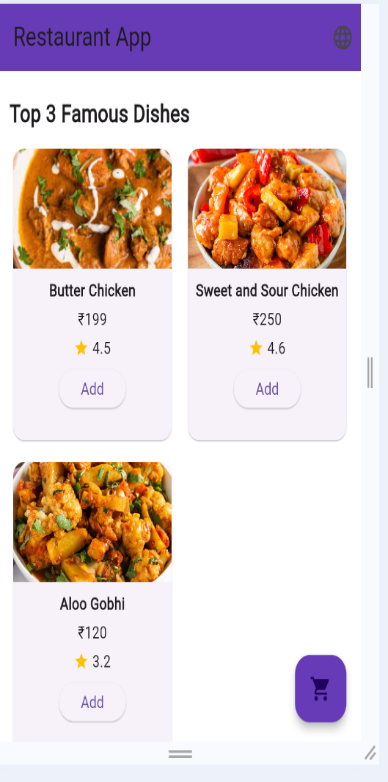 Restaurant App
Top 3 Famous Dishes
Butter Chicken
₹199
4.5
Add
Sweet and Sour Chicken
₹250
4.6
Add
Aloo Gobhi
₹120
3.2
Add